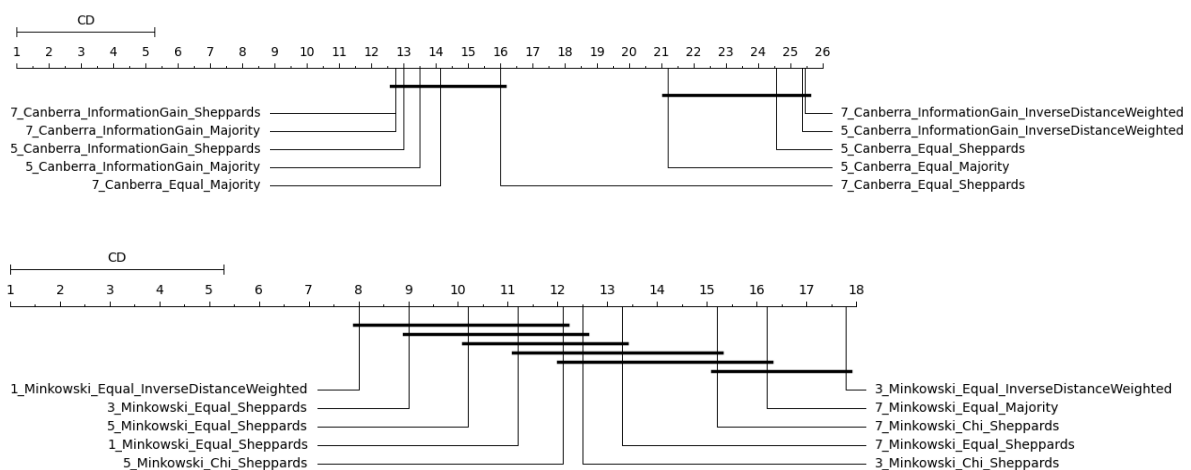 CD
1 2 3 4 5 6 7 8 9 10 11 12 13 14 15 16 17 18 19 20 21 22 23 24 25 26
7_Canberra_InformationGain_Sheppards
7_Canberra_InformationGain_InverseDistanceWeighted
7_Canberra_InformationGain_Majority
5_Canberra_InformationGain_InverseDistanceWeighted
5_Canberra_InformationGain_Sheppards
5_Canberra_Equal_Sheppards
5_Canberra_InformationGain_Majority
5_Canberra_Equal_Majority
7_Canberra_Equal_Majority
7_Canberra_Equal_Sheppards
CD
1 2 3 4 5 6 7 8 9 10 11 12 13 14 15 16 17 18
1_Minkowski_Equal_InverseDistanceWeighted
3_Minkowski_Equal_InverseDistanceWeighted
3_Minkowski_Equal_Sheppards
7_Minkowski_Equal_Majority
5_Minkowski_Equal_Sheppards
7_Minkowski_Chi_Sheppards
1_Minkowski_Equal_Sheppards
7_Minkowski_Equal_Sheppards
5_Minkowski_Chi_Sheppards
3_Minkowski_Chi_Sheppards